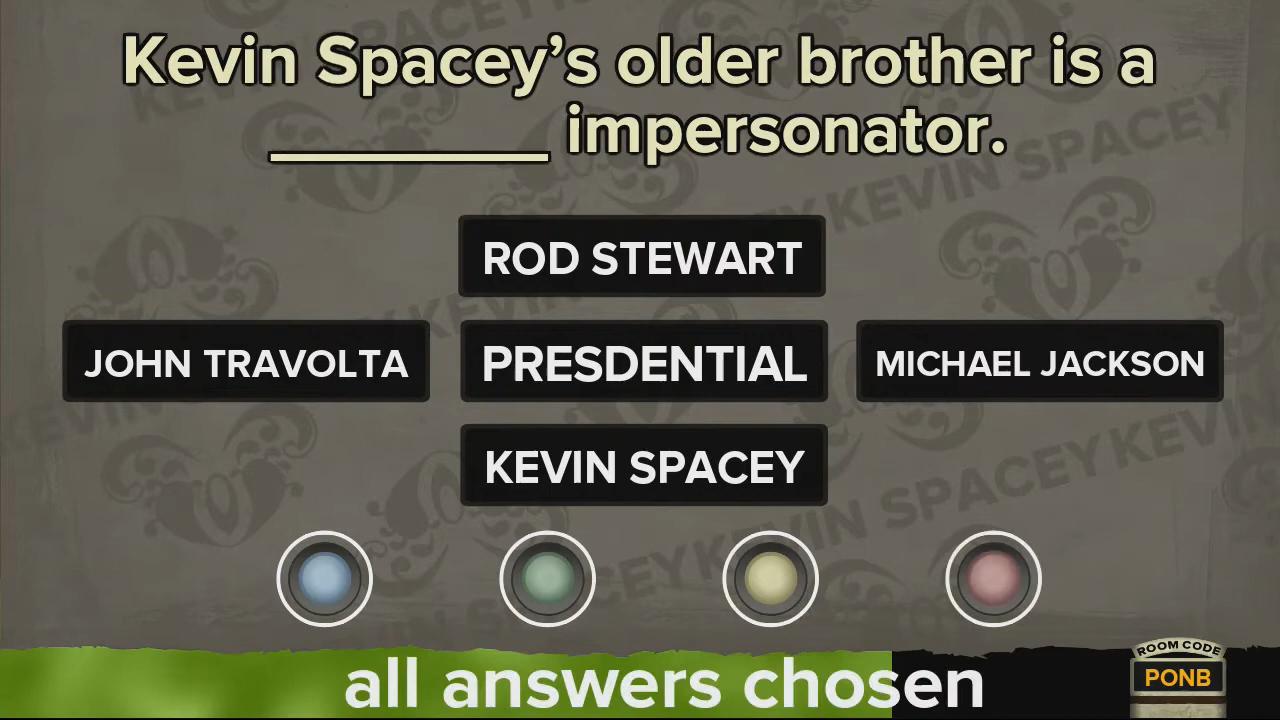 Kevin Spacey’s older brother is a
________ impersonator.
ROD STEWART
JOHN TRAVOLTA
PRESDENTIAL
MICHAEL JACKSON
KEVIN SPACEY
all answers chosen
ROOM CODE
PONB